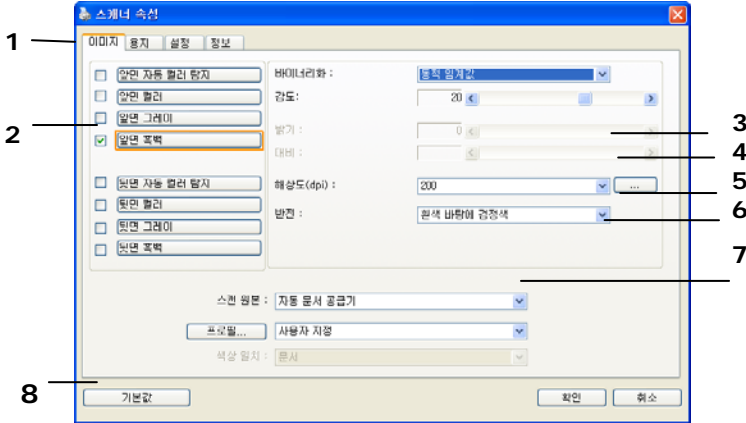 스캐너 속성
1
이미지 용지 설정 정보
2
앞면 자동 컬러 탐지
앞면 컬러
앞면 그레이
앞면 흑백
뒷면 자동 컬러 탐지
뒷면 컬러
뒷면 그레이
뒷면 흑백
바이너리화 : 동적 임계값
감도: 20
밝기 : 0
3
대비 :
4
해상도(dpi) : 200 ...
5
반전 : 흰색 바탕에 검정색
6
7
스캔 원본 : 자동 문서 공급기
프로필... 사용자 지정
색상 일치 : 문서
8
기본값 확인 취소